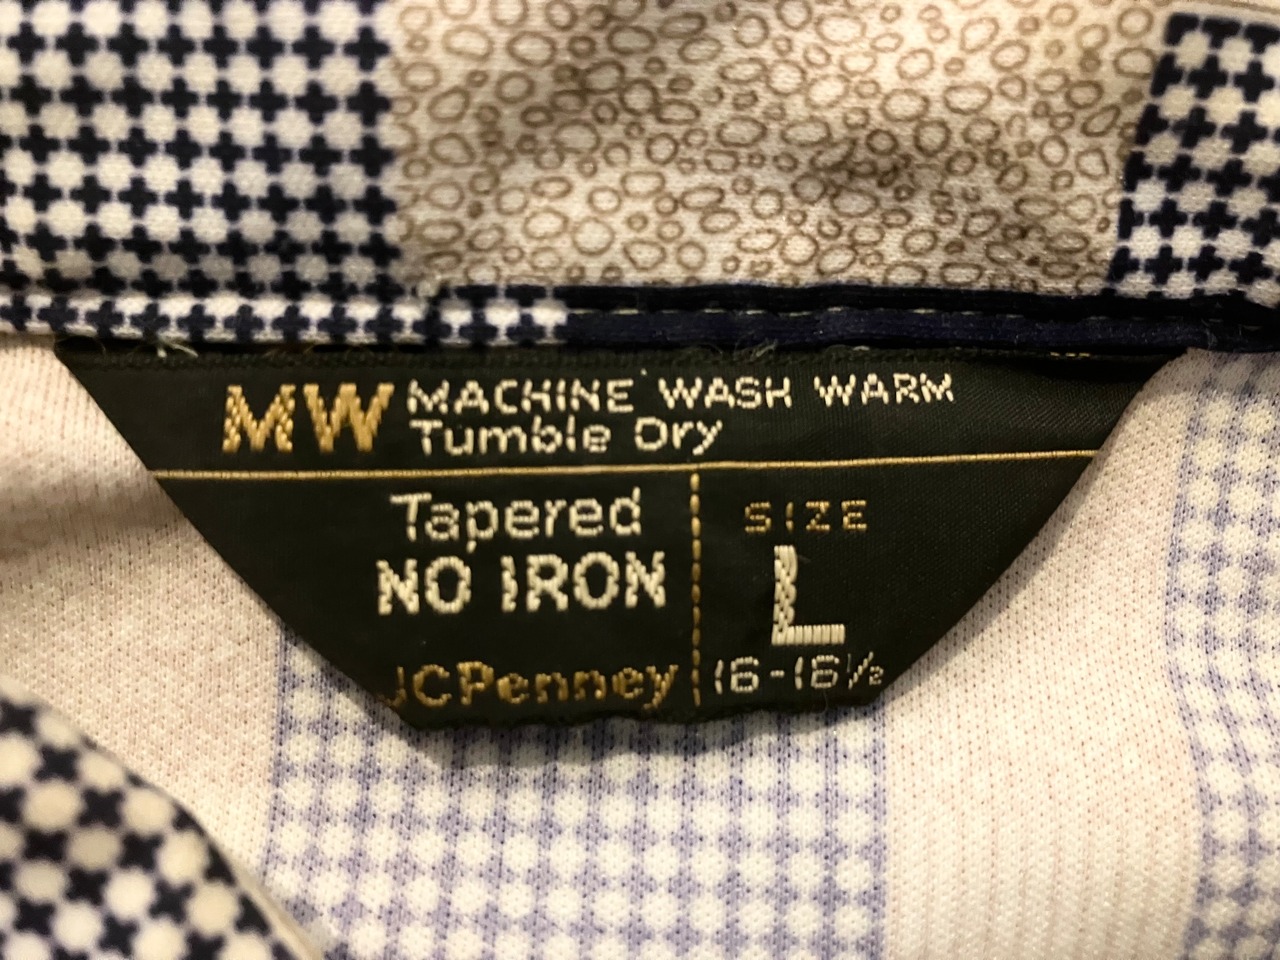 MW MACHINE WASH WARM
Tumble Dry
Tapered
NO IRON
JCPenney
SIZE
L
16-16½